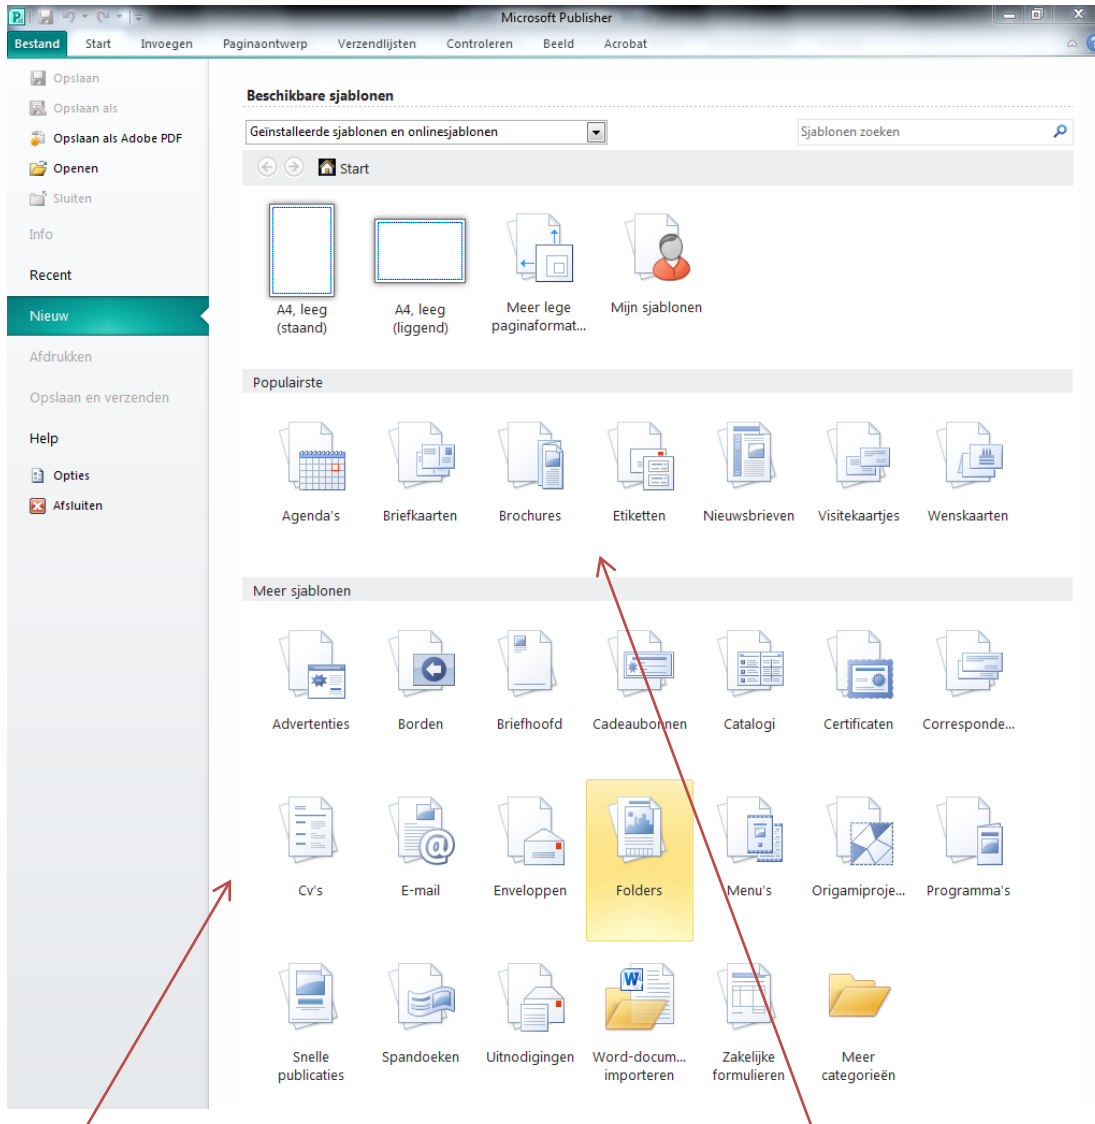 Microsoft Publisher
Bestand Start Invoegen Paginaontwerp Verzendlijsten Controleren Beeld Acrobat
Opslaan
Opslaan als
Opslaan als Adobe PDF
Openen
Sluiten
Info
Recent
Nieuw
Afdrukken
Opslaan en verzenden
Help
Opties
Afsluiten
Beschikbare sjablonen
Geïnstalleerde sjablonen en onlinesjablonen
Sjablonen zoeken
Start
A4, leeg
(staand)
A4, leeg
(liggend)
Meer lege
paginaformat...
Mijn sjablonen
Populairste
Agenda's Briefkaarten Brochures Etiketten Nieuwsbrieven Visitekaartjes Wenskaarten
Meer sjablonen
Advertenties Borden Briefhoofd Cadeaubonnen Catalogi Certificaten Corresponde...
Cv's E-mail Enveloppen Folders Menu's Origamiproje... Programma's
Snelle
publicaties
Spandoeken
Uitnodigingen
Word-docum...
importeren
Zakelijke
formulieren
Meer
categorieën